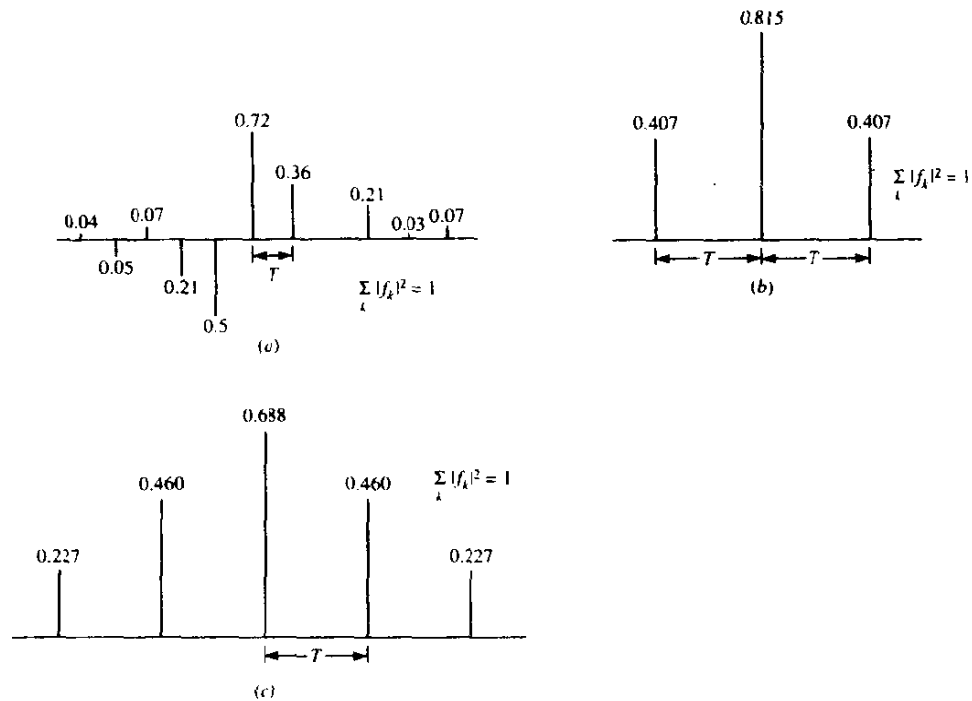 0.72
0.36
0.21
0.04
0.07
0.03
0.07
0.05
0.21
0.5
T
Σ |f_k|² = 1
k
(a)
0.815
0.407
0.407
Σ |f_k|² = 1
k
T
T
(b)
0.688
0.460
0.460
Σ |f_k|² = 1
k
0.227
0.227
T
(c)